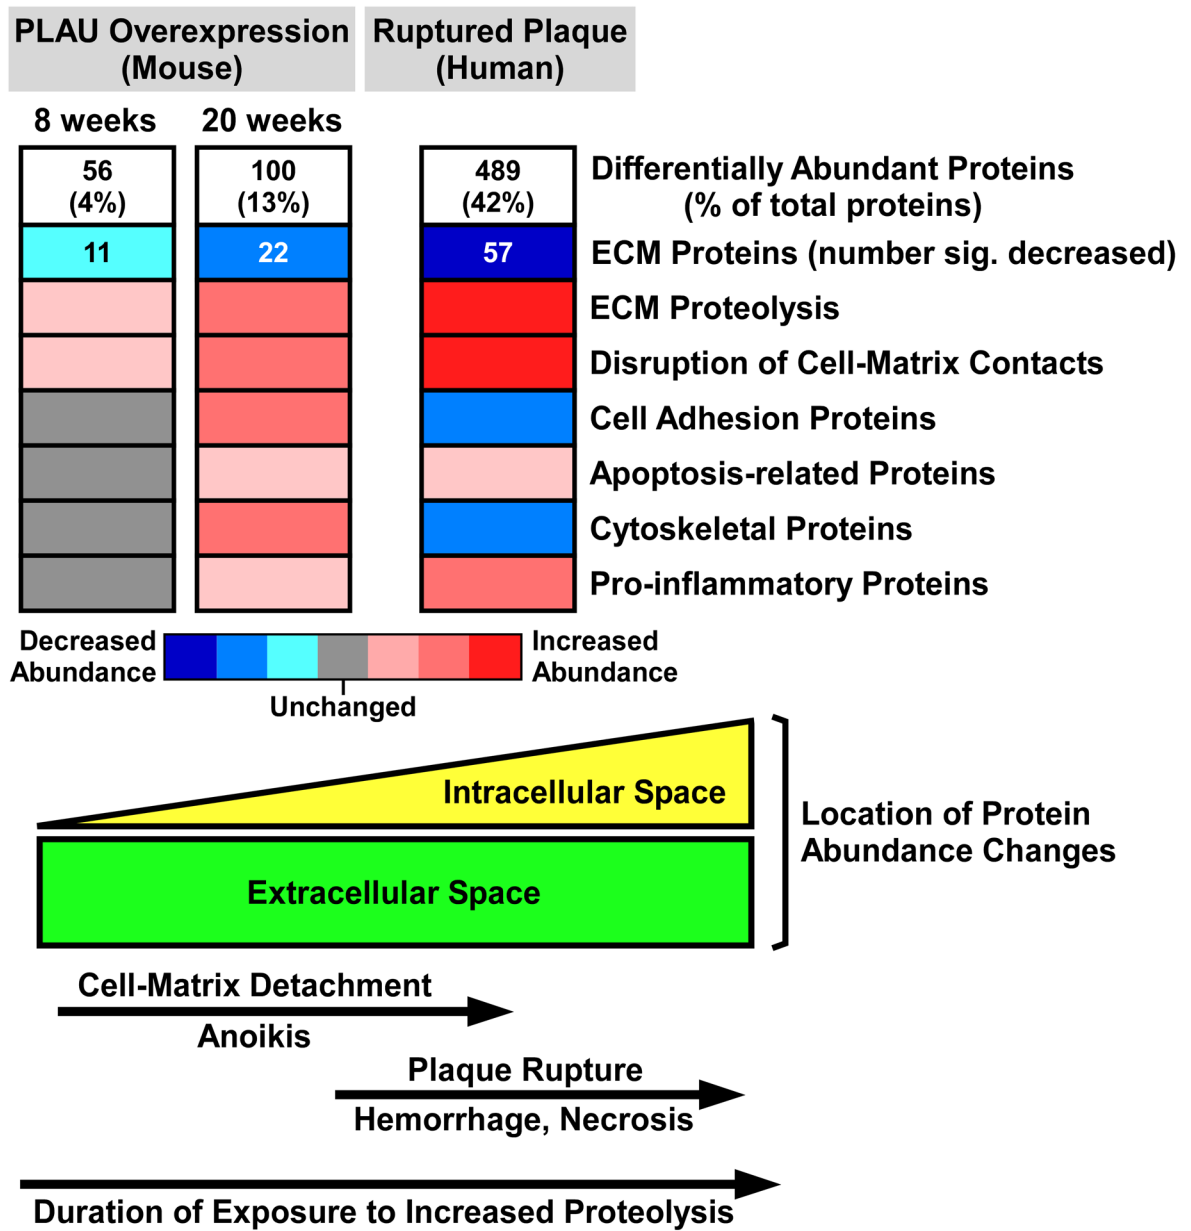 PLAU Overexpression
(Mouse)
Ruptured Plaque
(Human)
8 weeks
20 weeks
56
(4%)
100
(13%)
489
(42%)
Differentially Abundant Proteins
(% of total proteins)
11
22
57
ECM Proteins (number sig. decreased)
ECM Proteolysis
Disruption of Cell-Matrix Contacts
Cell Adhesion Proteins
Apoptosis-related Proteins
Cytoskeletal Proteins
Pro-inflammatory Proteins
Decreased
Abundance
Increased
Abundance
Unchanged
Intracellular Space
Extracellular Space
Location of Protein
Abundance Changes
Cell-Matrix Detachment
Anoikis
Plaque Rupture
Hemorrhage, Necrosis
Duration of Exposure to Increased Proteolysis